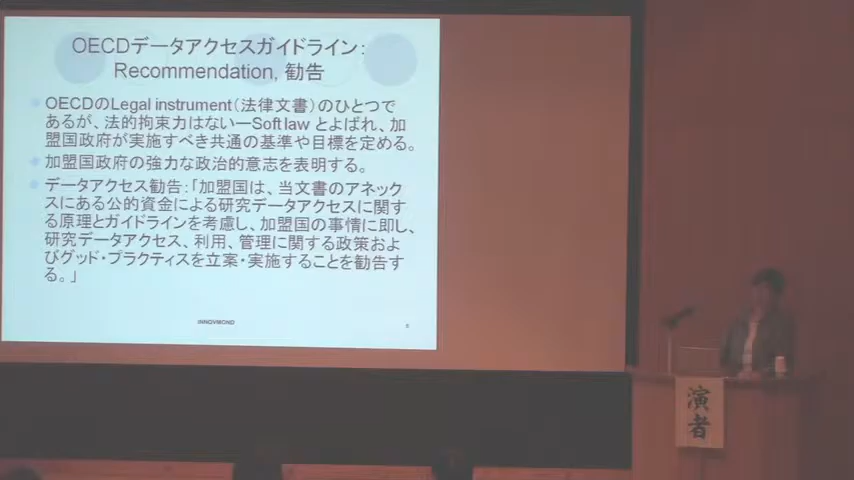 OECDデータアクセスガイドライン:
Recommendation, 勧告
OECDのLegal instrument(法律文書)のひとつで
あるが、法的拘束力はない―Soft law とよばれ、加
盟国政府が実施すべき共通の基準や目標を定める。
加盟国政府の強力な政治的意志を表明する。
データアクセス勧告:「加盟国は、当文書のアネック
スにある公的資金による研究データアクセスに関す
る原理とガイドラインを考慮し、加盟国の事情に即し、
研究データアクセス、利用、管理に関する政策およ
びグッド・プラクティスを立案・実施することを勧告す
る。」
INNOVMOND
演者